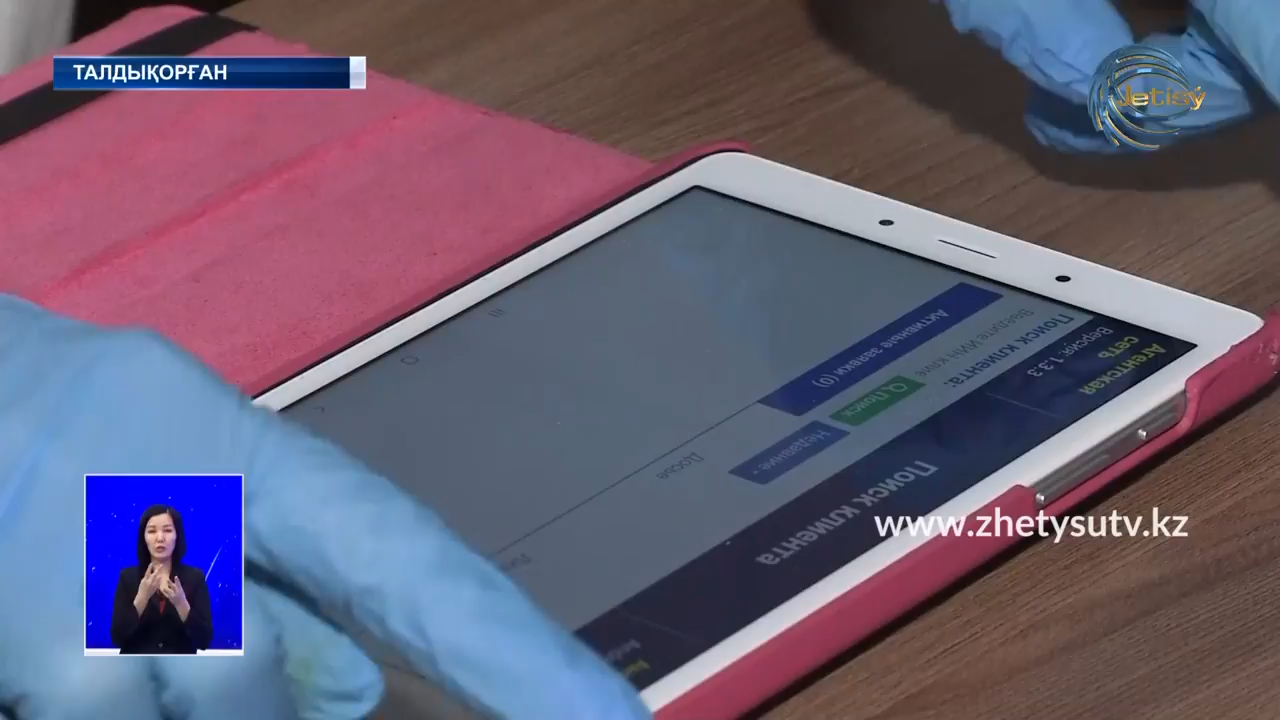 ТАЛДЫҚОРҒАН
Jetisý
Агентская
сеть
Версия: 1.3.3
Поиск клиента
Поиск клиента:
Введите ИИН клие
Поиск
Недавние
Активные заявки (0)
Досье
www.zhetysutv.kz